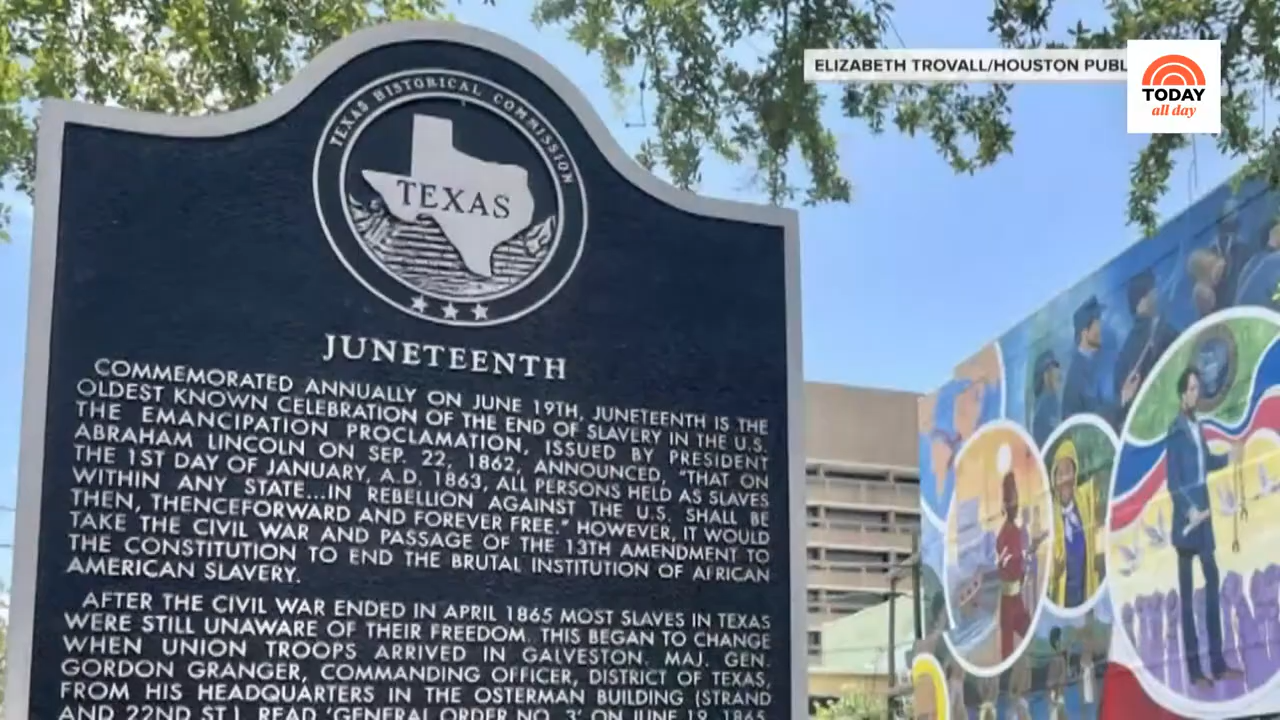 ELIZABETH TROVALL/HOUSTON PUBL
TODAY
all day
TEXAS HISTORICAL COMMISSION
TEXAS
JUNETEENTH
COMMEMORATED ANNUALLY ON JUNE 19TH, JUNETEENTH IS THE
OLDEST KNOWN CELEBRATION OF THE END OF SLAVERY IN THE U.S.
THE EMANCIPATION PROCLAMATION, ISSUED BY PRESIDENT
ABRAHAM LINCOLN ON SEP. 22, 1862, ANNOUNCED, "THAT ON
THE 1ST DAY OF JANUARY, A.D. 1863, ALL PERSONS HELD AS SLAVES
WITHIN ANY STATE...IN REBELLION AGAINST THE U.S. SHALL BE
THEN, THENCEFORWARD AND FOREVER FREE." HOWEVER, IT WOULD
TAKE THE CIVIL WAR AND PASSAGE OF THE 13TH AMENDMENT TO
THE CONSTITUTION TO END THE BRUTAL INSTITUTION OF AFRICAN
AMERICAN SLAVERY.
AFTER THE CIVIL WAR ENDED IN APRIL 1865 MOST SLAVES IN TEXAS
WERE STILL UNAWARE OF THEIR FREEDOM. THIS BEGAN TO CHANGE
WHEN UNION TROOPS ARRIVED IN GALVESTON. MAJ. GEN.
GORDON GRANGER, COMMANDING OFFICER, DISTRICT OF TEXAS,
FROM HIS HEADQUARTERS IN THE OSTERMAN BUILDING (STRAND
AND 22ND ST.), READ 'GENERAL ORDER NO. 3' ON JUNE 19, 1865,